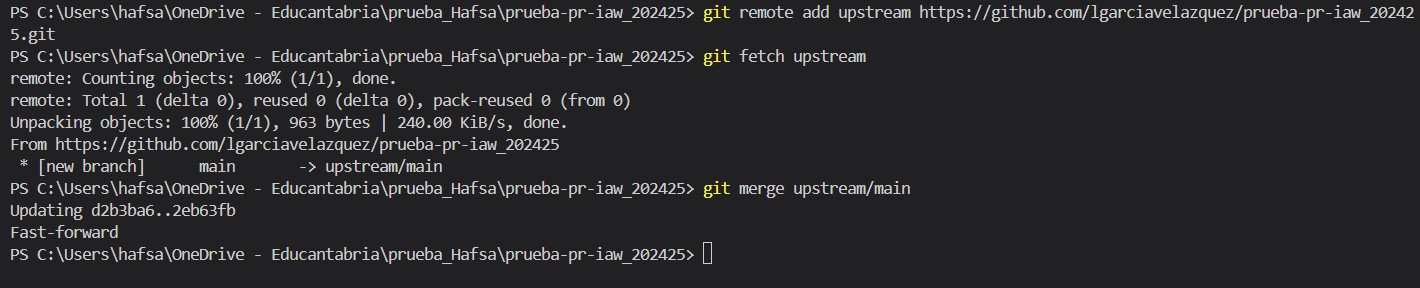 PS C:\Users\hafsa\OneDrive - Educantabria\prueba_Hafsa\prueba-pr-iaw_202425> git remote add upstream https://github.com/lgarciavelazquez/prueba-pr-iaw_20242
5.git
PS C:\Users\hafsa\OneDrive - Educantabria\prueba_Hafsa\prueba-pr-iaw_202425> git fetch upstream
remote: Counting objects: 100% (1/1), done.
remote: Total 1 (delta 0), reused 0 (delta 0), pack-reused 0 (from 0)
Unpacking objects: 100% (1/1), 963 bytes | 240.00 KiB/s, done.
From https://github.com/lgarciavelazquez/prueba-pr-iaw_202425
 * [new branch]      main       -> upstream/main
PS C:\Users\hafsa\OneDrive - Educantabria\prueba_Hafsa\prueba-pr-iaw_202425> git merge upstream/main
Updating d2b3ba6..2eb63fb
Fast-forward
PS C:\Users\hafsa\OneDrive - Educantabria\prueba_Hafsa\prueba-pr-iaw_202425>